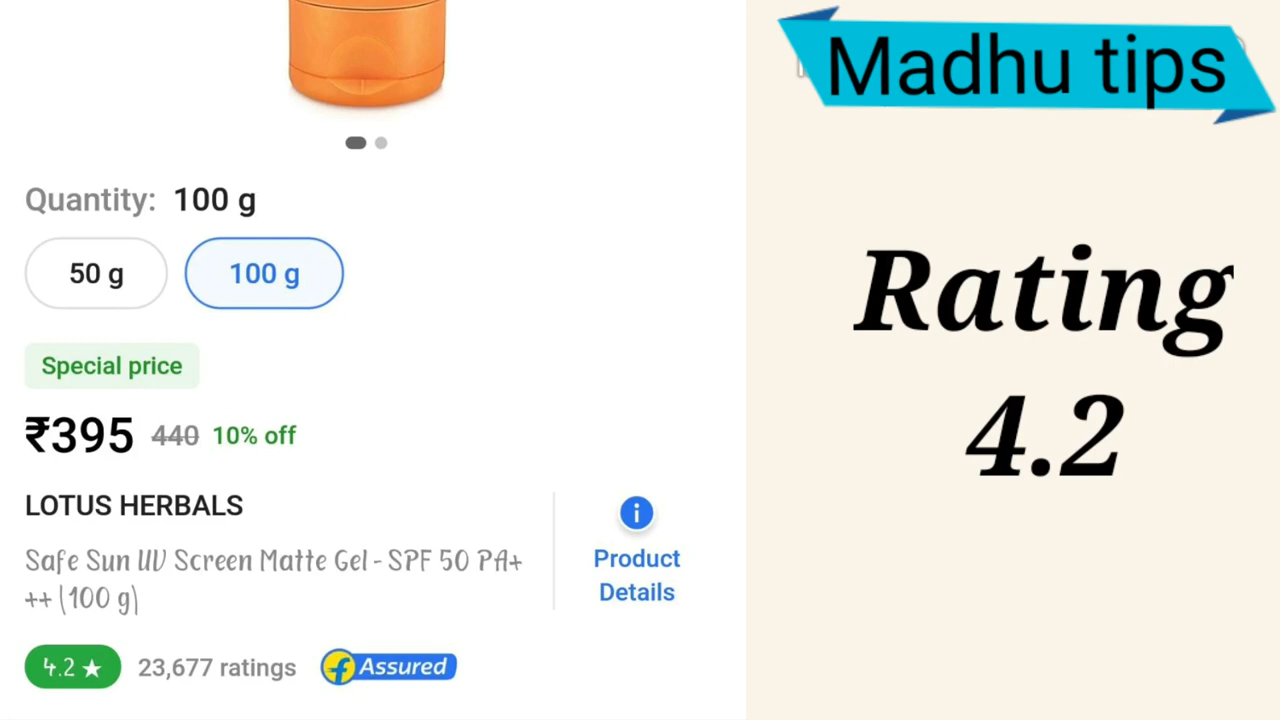 Quantity: 100 g
50 g 100 g
Special price
₹395 440 10% off
LOTUS HERBALS
Safe Sun UV Screen Matte Gel - SPF 50 PA+
++ (100 g)
Product
Details
4.2 ★ 23,677 ratings Assured
Madhu tips
Rating
4.2